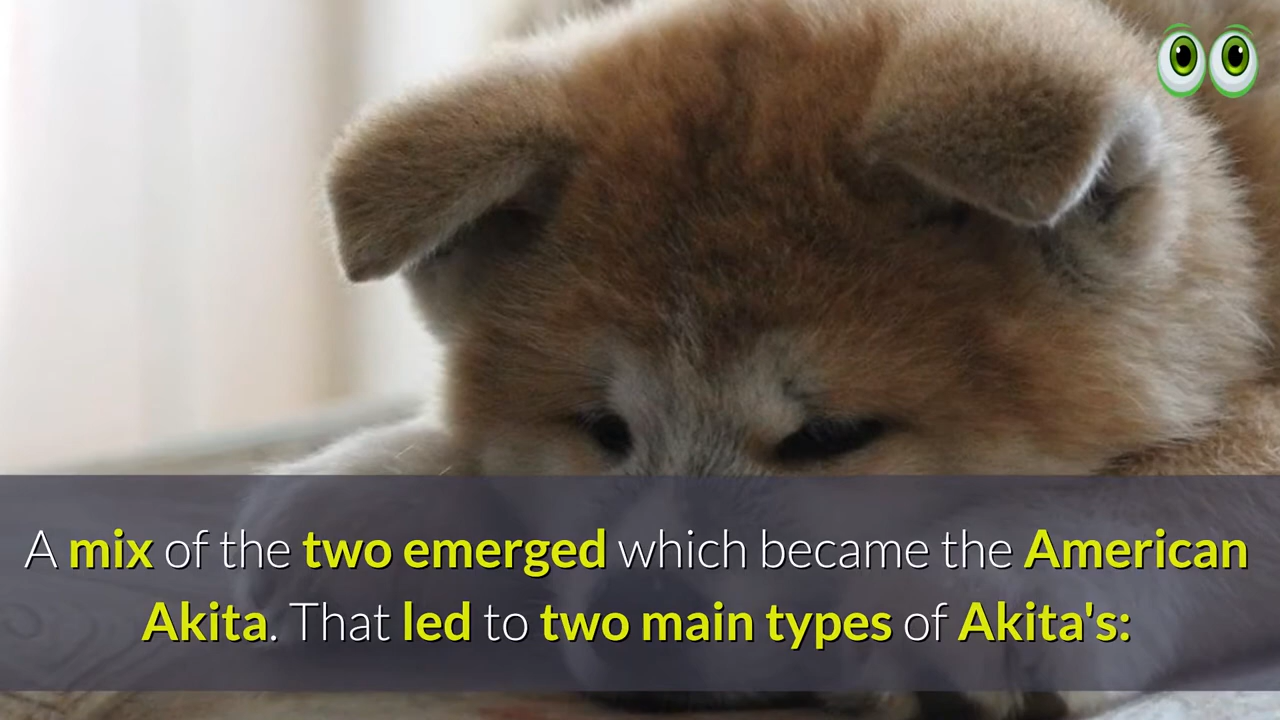 A mix of the two emerged which became the American
Akita. That led to two main types of Akita's: